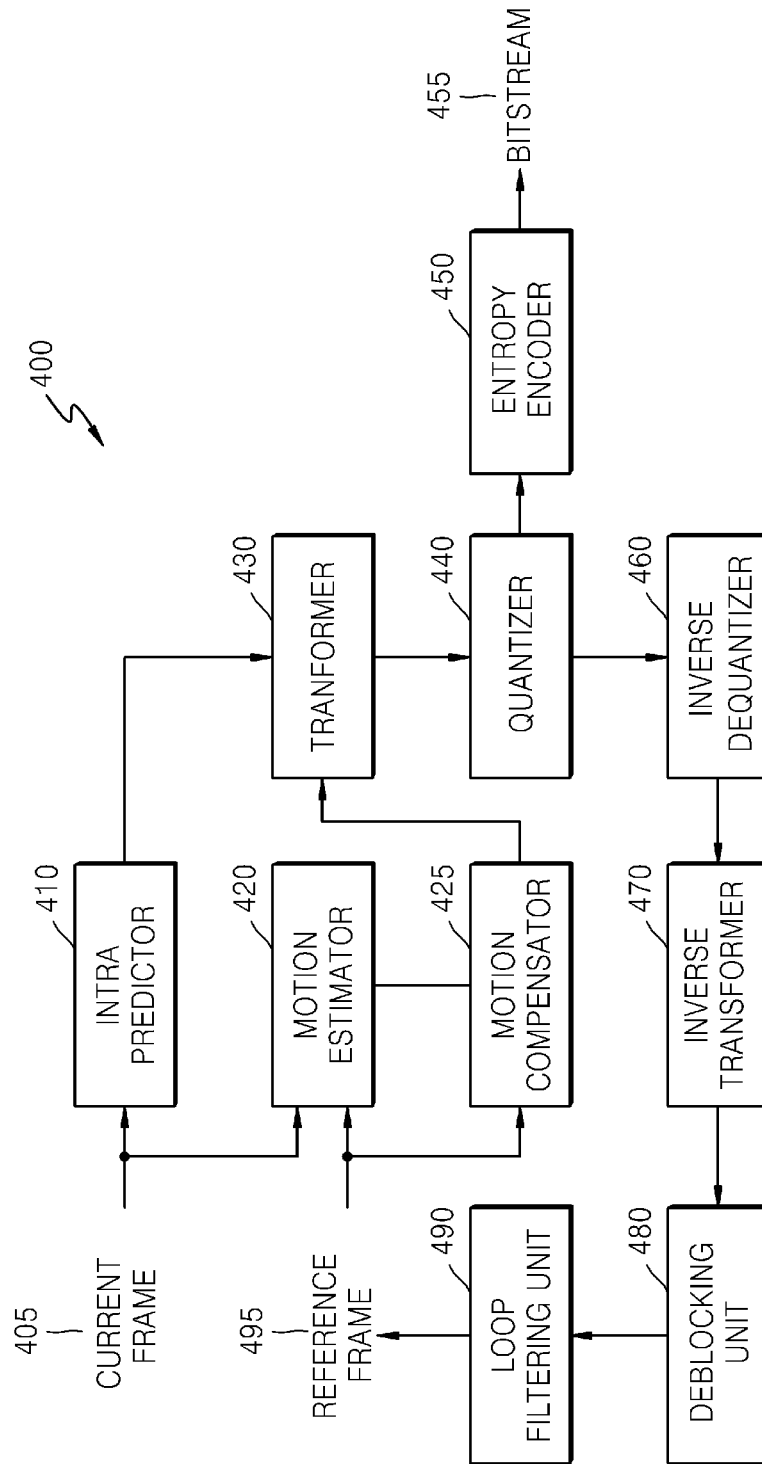 400
405
CURRENT
FRAME
410
INTRA
PREDICTOR
430
TRANFORMER
495
REFERENCE
FRAME
420
MOTION
ESTIMATOR
440
QUANTIZER
450
ENTROPY
ENCODER
455
BITSTREAM
490
LOOP
FILTERING UNIT
425
MOTION
COMPENSATOR
480
DEBLOCKING
UNIT
470
INVERSE
TRANSFORMER
460
INVERSE
DEQUANTIZER